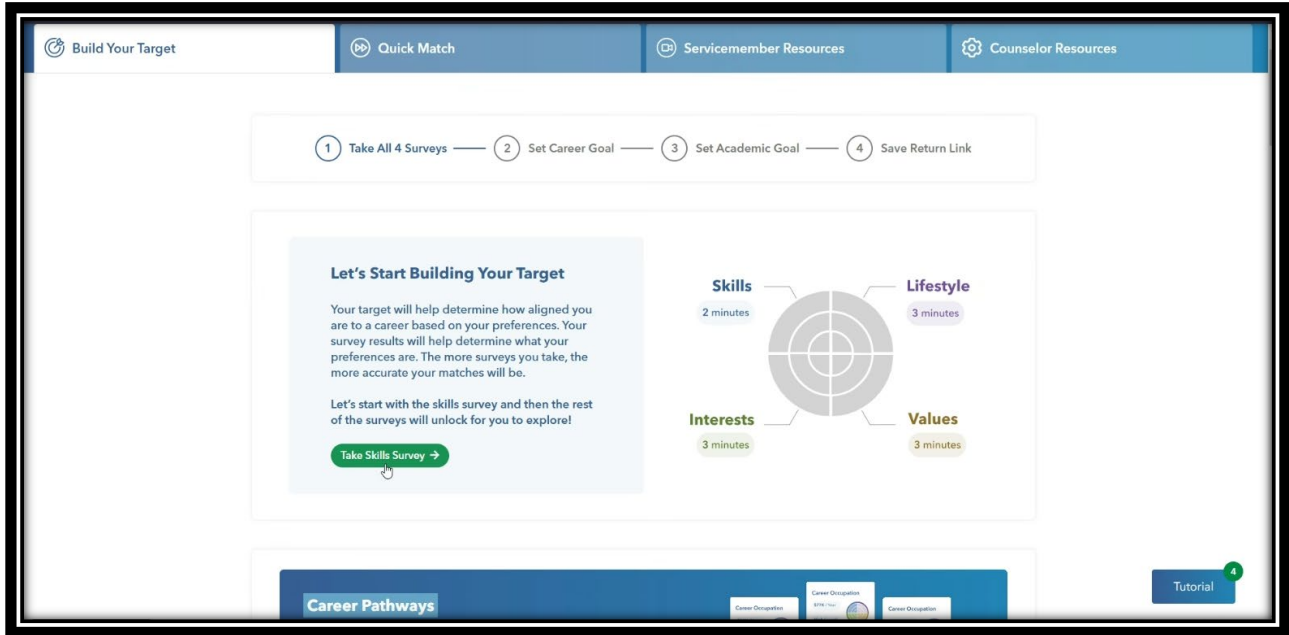 Build Your Target
Quick Match
Servicemember Resources
Counselor Resources
1 Take All 4 Surveys
2 Set Career Goal
3 Set Academic Goal
4 Save Return Link
Let's Start Building Your Target
Your target will help determine how aligned you
are to a career based on your preferences. Your
survey results will help determine what your
preferences are. The more surveys you take, the
more accurate your matches will be.
Let's start with the skills survey and then the rest
of the surveys will unlock for you to explore!
Take Skills Survey →
Skills
2 minutes
Lifestyle
3 minutes
Interests
3 minutes
Values
3 minutes
Career Pathways
Career Occupation
Career Occupation
Career Occupation
Tutorial
4